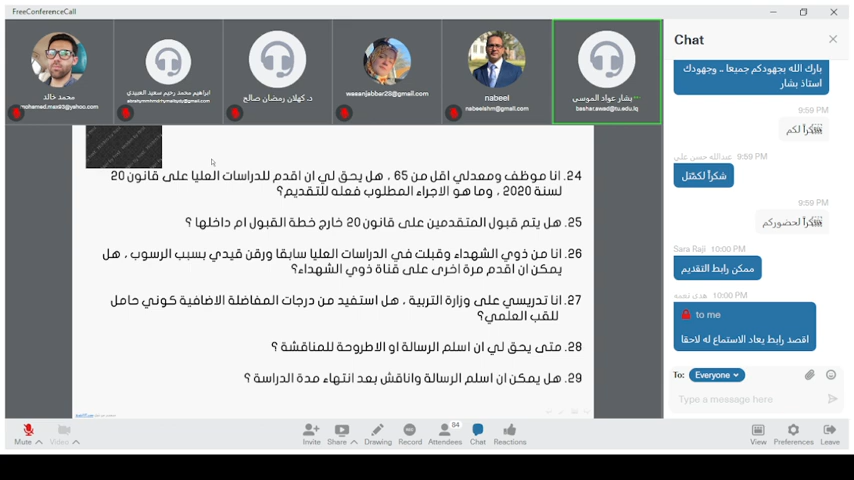 FreeConferenceCall
محمد خالد
mohamed.max93@yahoo.com
ابراهيم محمد رحيم سعيد العبيدي
د. كهلان رمضان صالح
wasanjabbar28@gmail.com
nabeel
nabeelshm@gmail.com
بشار عواد الموسي
bashar.awad@tu.edu.iq
24. انا موظف ومعدلي اقل من 65 ، هل يحق لي ان اقدم للدراسات العليا على قانون 20
لسنة 2020 ، وما هو الاجراء المطلوب فعله للتقديم؟
25. هل يتم قبول المتقدمين على قانون 20 خارج خطة القبول ام داخلها ؟
26. انا من ذوي الشهداء وقبلت في الدراسات العليا سابقا ورقن قيدي بسبب الرسوب ، هل
يمكن ان اقدم مرة اخرى على قناة ذوي الشهداء؟
27. انا تدريسي على وزارة التربية ، هل استفيد من درجات المفاضلة الاضافية كوني حامل
للقب العلمي؟
28. متى يحق لي ان اسلم الرسالة او الاطروحة للمناقشة ؟
29. هل يمكن ان اسلم الرسالة واناقش بعد انتهاء مدة الدراسة ؟
Chat
بارك الله بجهودكم جميعا .. وجهودك
استاذ بشار
9:59 PM
لكم
عبدالله حسن علي 9:59 PM
شكراً لكم
9:59 PM
لحضوركم
Sara Raji 10:00 PM
ممكن رابط التقديم
هدى نعمه 10:00 PM
to me
اقصد رابط يعاد الاستماع له لاحقا
To: Everyone
Type a message here
Mute
Video
Invite
Share
Drawing
Record
84
Attendees
Chat
Reactions
View
Preferences
Leave